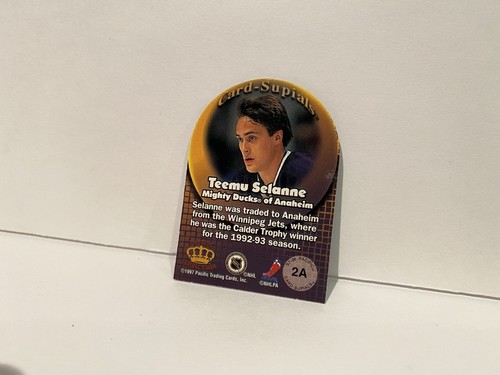 Card-Supials™
Teemu Selanne
Mighty Ducks® of Anaheim
Selanne was traded to Anaheim
from the Winnipeg Jets, where
he was the Calder Trophy winner
for the 1992-93 season.
©NHL
©NHLPA
2A
©1997 Pacific Trading Cards, Inc.